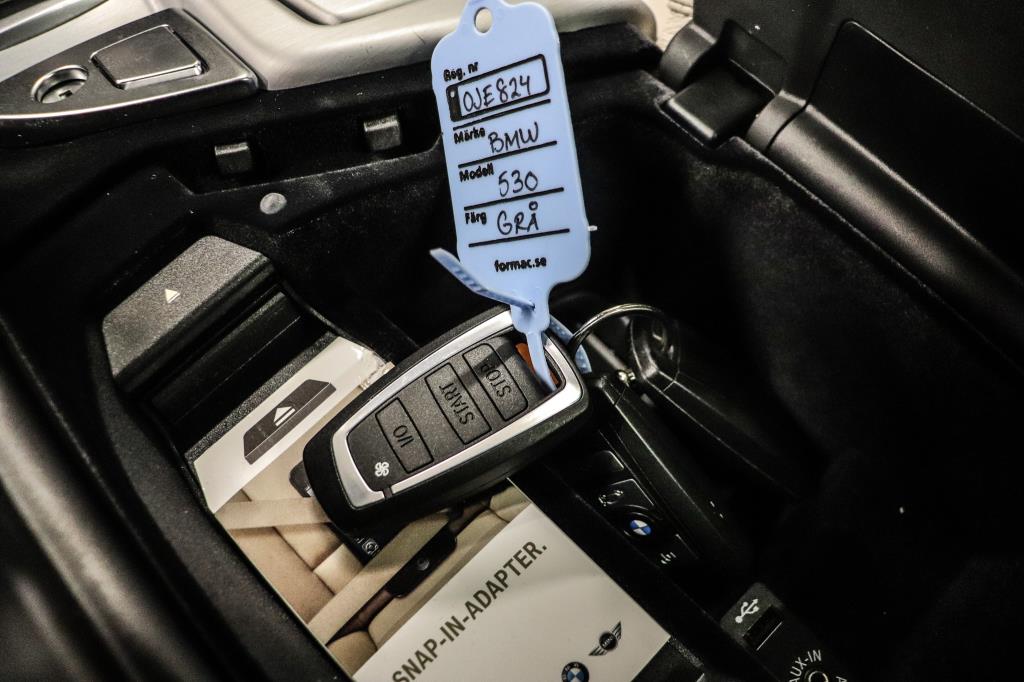 Reg. nr
OJE824
Märke BMW
Modell 530
Färg GRÅ
formac.se
STOP
START
I/O
SNAP-IN-ADAPTER.
AUX-IN